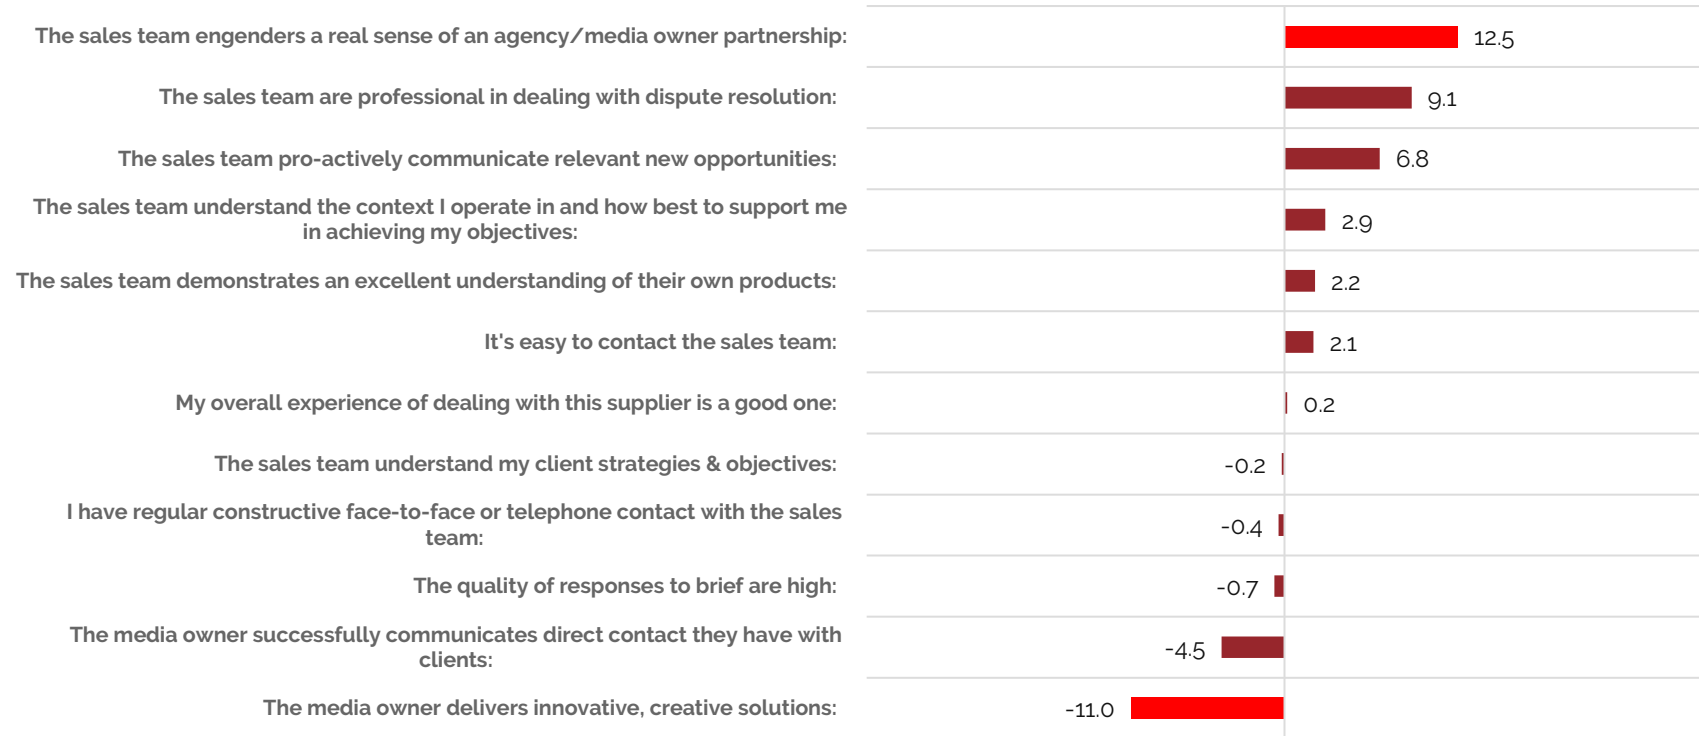 The sales team engenders a real sense of an agency/media owner partnership:
12.5
The sales team are professional in dealing with dispute resolution:
9.1
The sales team pro-actively communicate relevant new opportunities:
6.8
The sales team understand the context I operate in and how best to support me
in achieving my objectives:
2.9
The sales team demonstrates an excellent understanding of their own products:
2.2
It's easy to contact the sales team:
2.1
My overall experience of dealing with this supplier is a good one:
0.2
The sales team understand my client strategies & objectives:
-0.2
I have regular constructive face-to-face or telephone contact with the sales
team:
-0.4
The quality of responses to brief are high:
-0.7
The media owner successfully communicates direct contact they have with
clients:
-4.5
The media owner delivers innovative, creative solutions:
-11.0